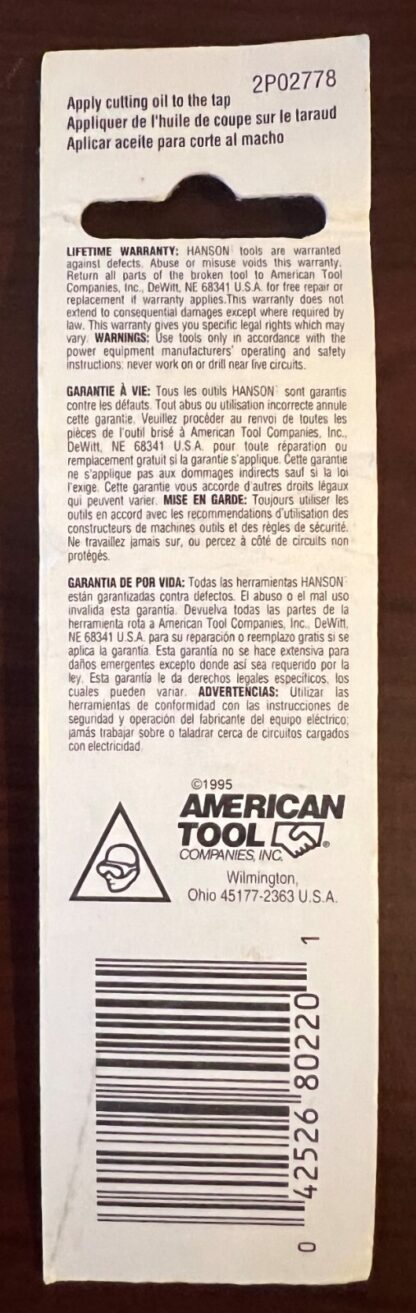 2P02778
Apply cutting oil to the tap
Appliquer de l'huile de coupe sur le taraud
Aplicar aceite para corte al macho
LIFETIME WARRANTY: HANSON tools are warranted
against defects. Abuse or misuse voids this warranty.
Return all parts of the broken tool to American Tool
Companies, Inc., DeWitt, NE 68341 U.S.A. for free repair or
replacement if warranty applies.This warranty does not
extend to consequential damages except where required by
law. This warranty gives you specific legal rights which may
vary. WARNINGS: Use tools only in accordance with the
power equipment manufacturers' operating and safety
instructions; never work on or drill near live circuits.
GARANTIE À VIE: Tous les outils HANSON sont garantis
contre les défauts. Tout abus ou utilisation incorrecte annule
cette garantie. Veuillez procéder au renvoi de toutes les
pièces de l'outil brisé à American Tool Companies, Inc.,
DeWitt, NE 68341 U.S.A. pour toute réparation ou
remplacement gratuit si la garantie s'applique. Cette garantie
ne s'applique pas aux dommages indirects sauf si la loi
l'exige. Cette garantie vous accorde d'autres droits légaux
qui peuvent varier. MISE EN GARDE: Toujours utiliser les
outils en accord avec les recommendations d'utilisation des
constructeurs de machines outils et des règles de sécurité.
Ne travaillez jamais sur, ou percez à côté de circuits non
protégés.
GARANTIA DE POR VIDA: Todas las herramientas HANSON
están garantizadas contra defectos. El abuso o el mal uso
invalida esta garantía. Devuelva todas las partes de la
herramienta rota a American Tool Companies, Inc., DeWitt,
NE 68341 U.S.A. para su reparación o reemplazo gratis si se
aplica la garantía. Esta garantía no se hace extensiva para
daños emergentes excepto donde así sea requerido por la
ley. Esta garantía le da derechos legales específicos, los
cuales pueden variar. ADVERTENCIAS: Utilizar las
herramientas de conformidad con las instrucciones de
seguridad y operación del fabricante del equipo eléctrico;
jamás trabajar sobre o taladrar cerca de circuitos cargados
con electricidad.
©1995
AMERICAN
TOOL ®
COMPANIES, INC.
Wilmington,
Ohio 45177-2363 U.S.A.
0 42526 80220 1